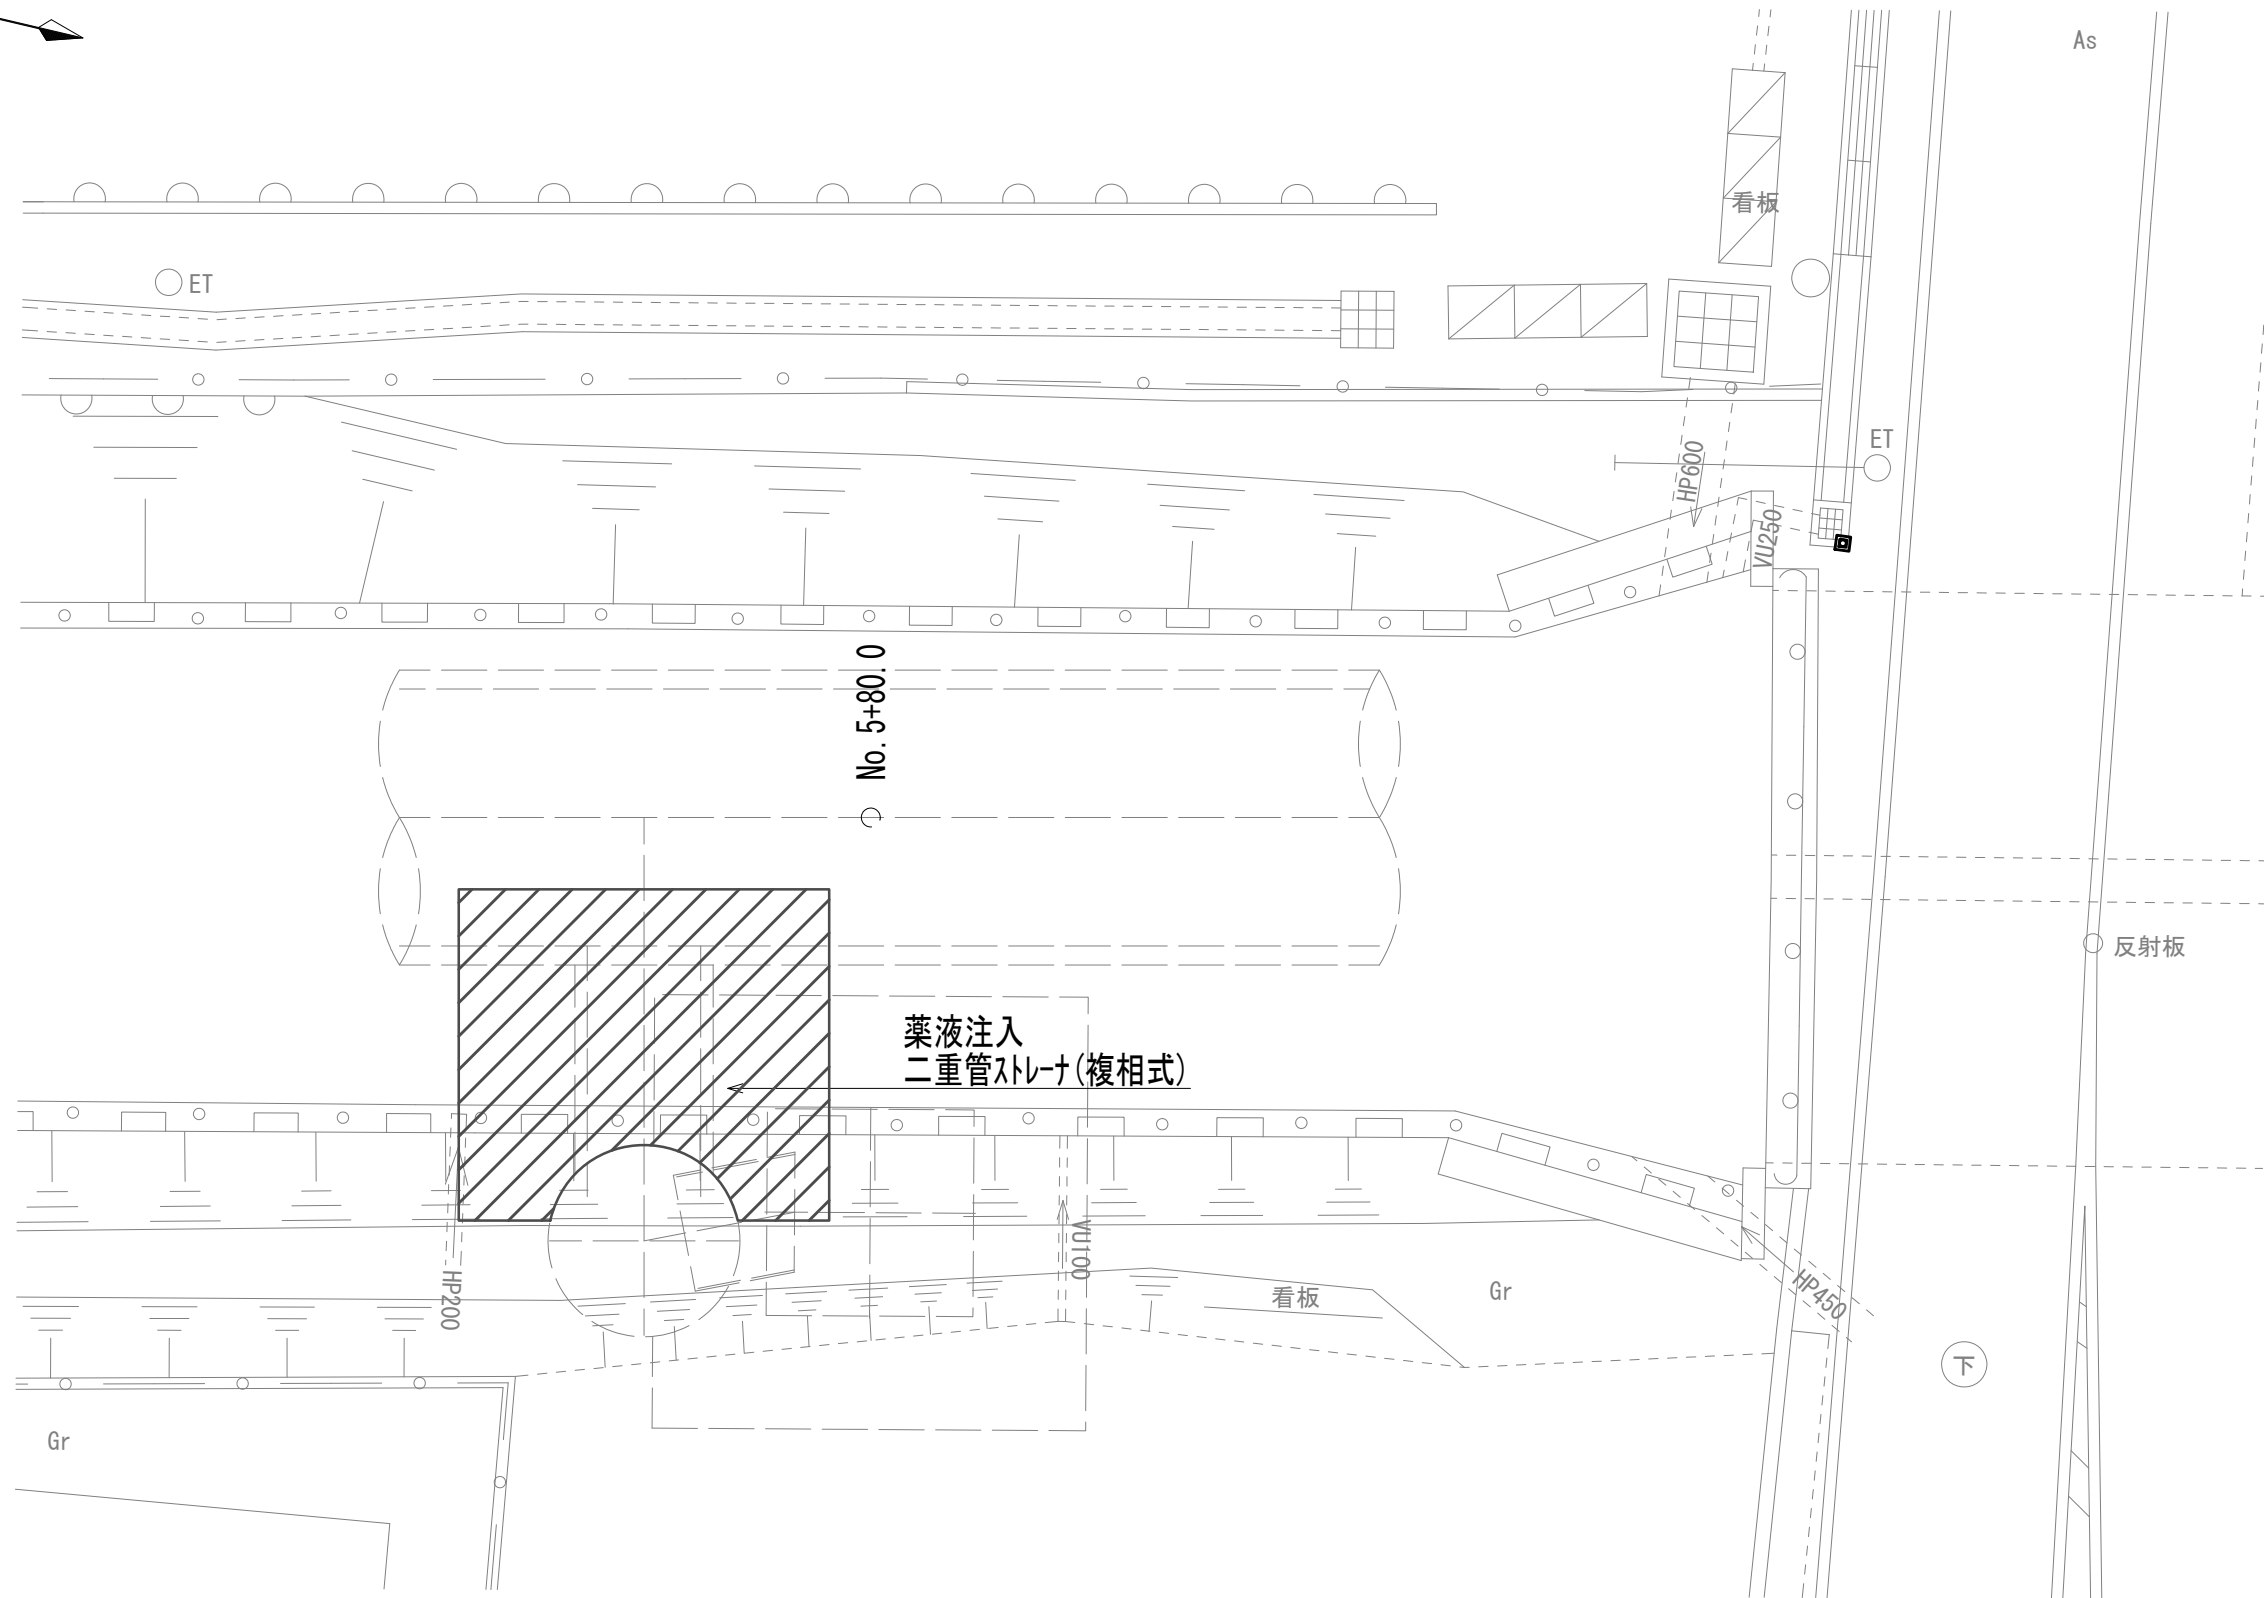 As
看板
ET
ET
HP600
VU250
No.5+80.0
反射板
薬液注入
二重管ｽﾄﾚｰﾅ(複相式)
VU100
HP200
看板
Gr
HP450
下
Gr